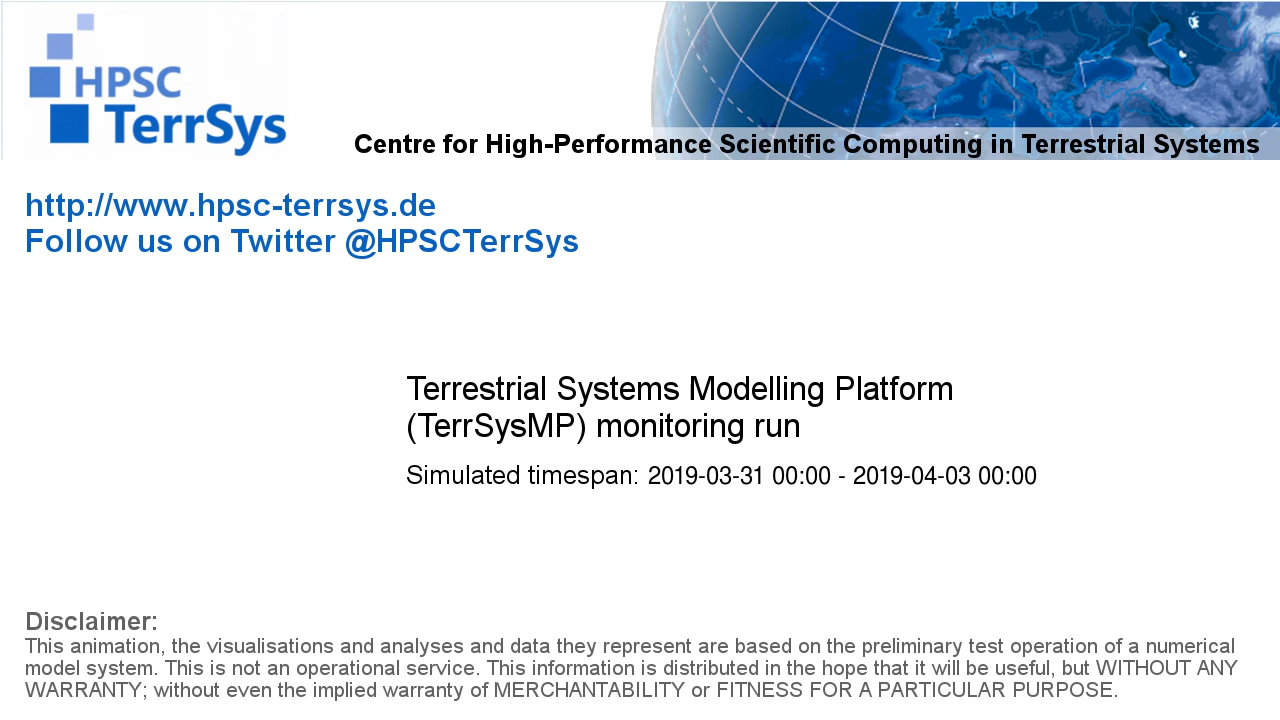 HPSC
TerrSys
Centre for High-Performance Scientific Computing in Terrestrial Systems
http://www.hpsc-terrsys.de
Follow us on Twitter @HPSCTerrSys
Terrestrial Systems Modelling Platform
(TerrSysMP) monitoring run
Simulated timespan: 2019-03-31 00:00 - 2019-04-03 00:00
Disclaimer:
This animation, the visualisations and analyses and data they represent are based on the preliminary test operation of a numerical
model system. This is not an operational service. This information is distributed in the hope that it will be useful, but WITHOUT ANY
WARRANTY; without even the implied warranty of MERCHANTABILITY or FITNESS FOR A PARTICULAR PURPOSE.